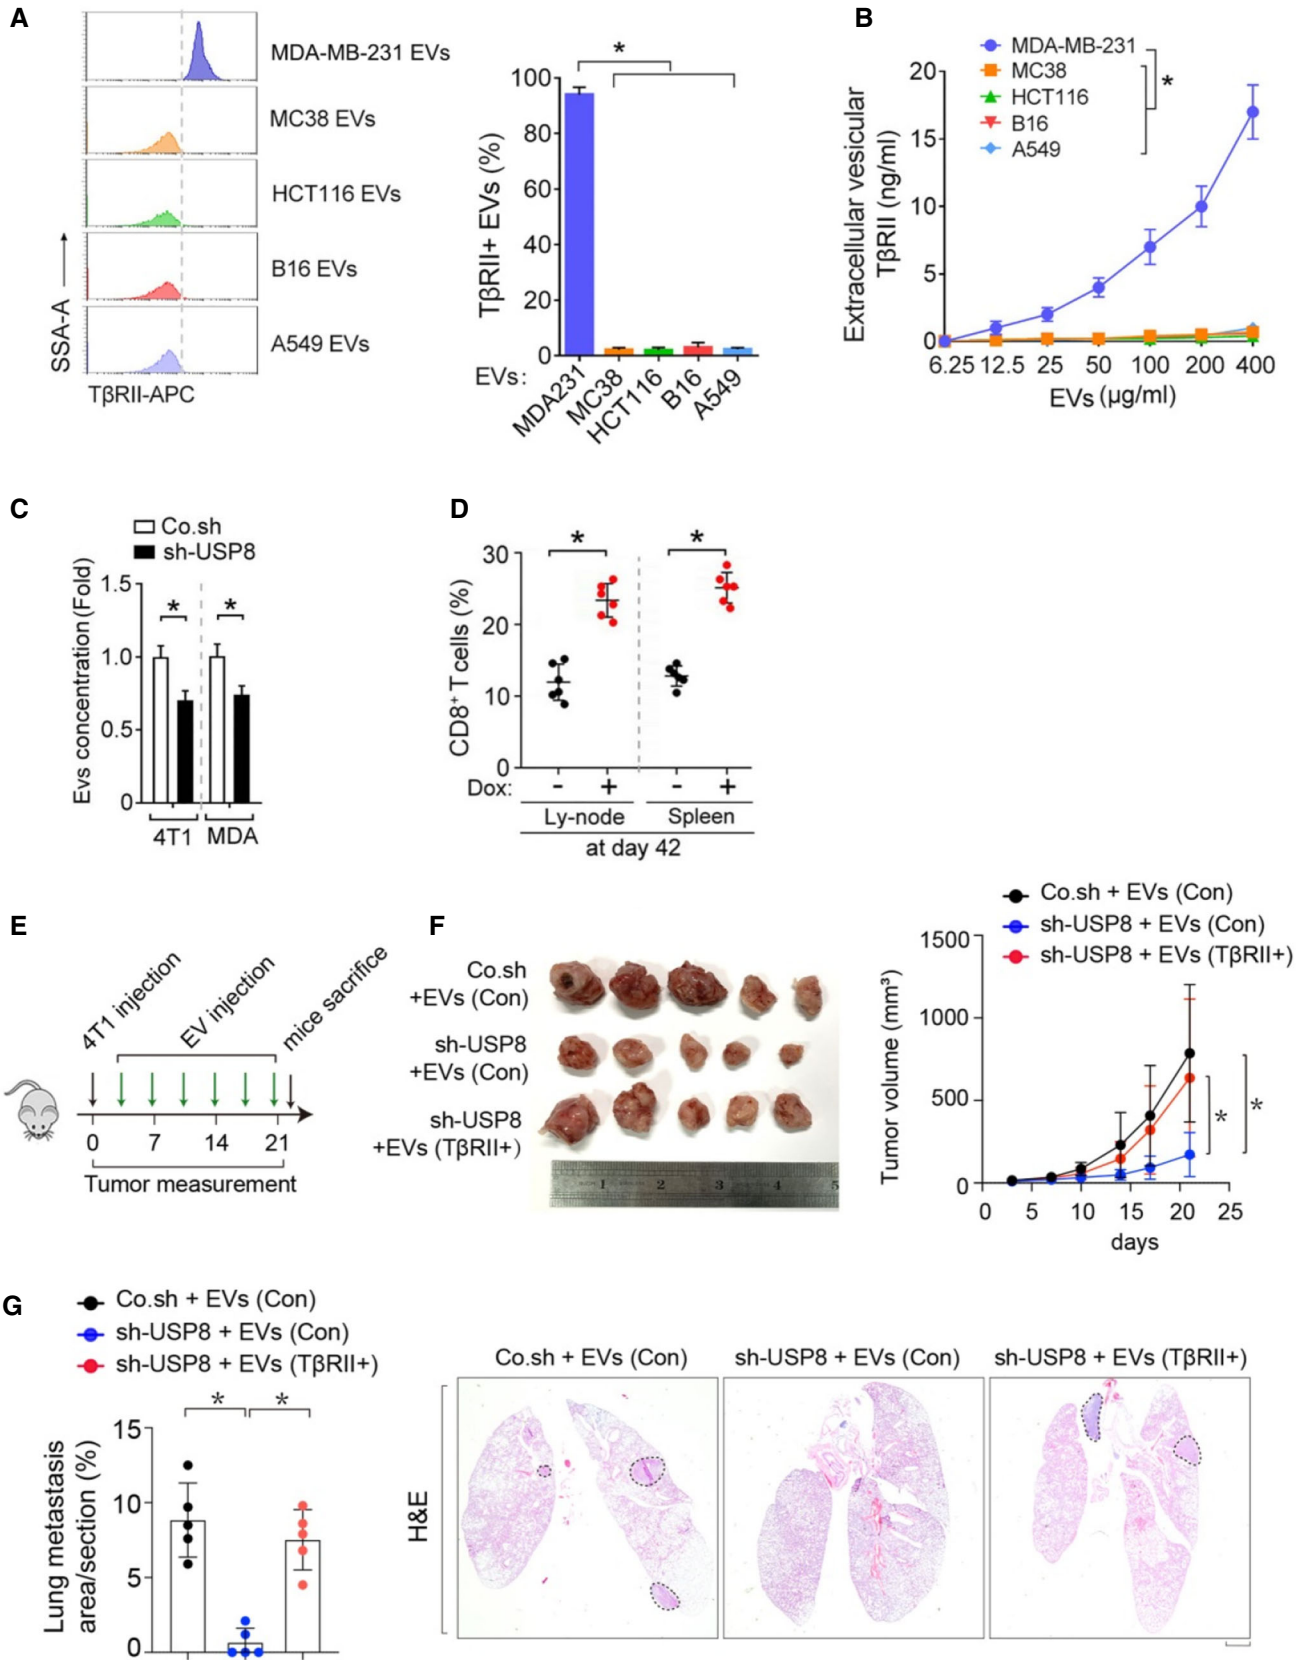 A
MDA-MB-231 EVs
MC38 EVs
HCT116 EVs
B16 EVs
A549 EVs
SSA-A
TβRII-APC
*
TβRII+ EVs (%)
100
80
60
40
20
0
EVs:
MDA231
MC38
HCT116
B16
A549
B
MDA-MB-231
MC38
HCT116
B16
A549
*
Extracellular vesicular
TβRII (ng/ml)
20
15
10
5
0
6.25 12.5 25 50 100 200 400
EVs (µg/ml)
C
Co.sh
sh-USP8
Evs concentration (Fold)
1.5
1.0
0.5
0
* *
4T1 MDA
D
* *
CD8⁺ T cells (%)
30
20
10
0
Dox: - + - +
Ly-node Spleen
at day 42
E
4T1 injection
EV injection
mice sacrifice
0 7 14 21
Tumor measurement
F
Co.sh
+EVs (Con)
sh-USP8
+EVs (Con)
sh-USP8
+EVs (TβRII+)
1 2 3 4 5
Co.sh + EVs (Con)
sh-USP8 + EVs (Con)
sh-USP8 + EVs (TβRII+)
Tumor volume (mm³)
1500
1000
500
0
* *
0 5 10 15 20 25
days
G
Co.sh + EVs (Con)
sh-USP8 + EVs (Con)
sh-USP8 + EVs (TβRII+)
* *
Lung metastasis
area/section (%)
15
10
5
0
Co.sh + EVs (Con) sh-USP8 + EVs (Con) sh-USP8 + EVs (TβRII+)
H&E